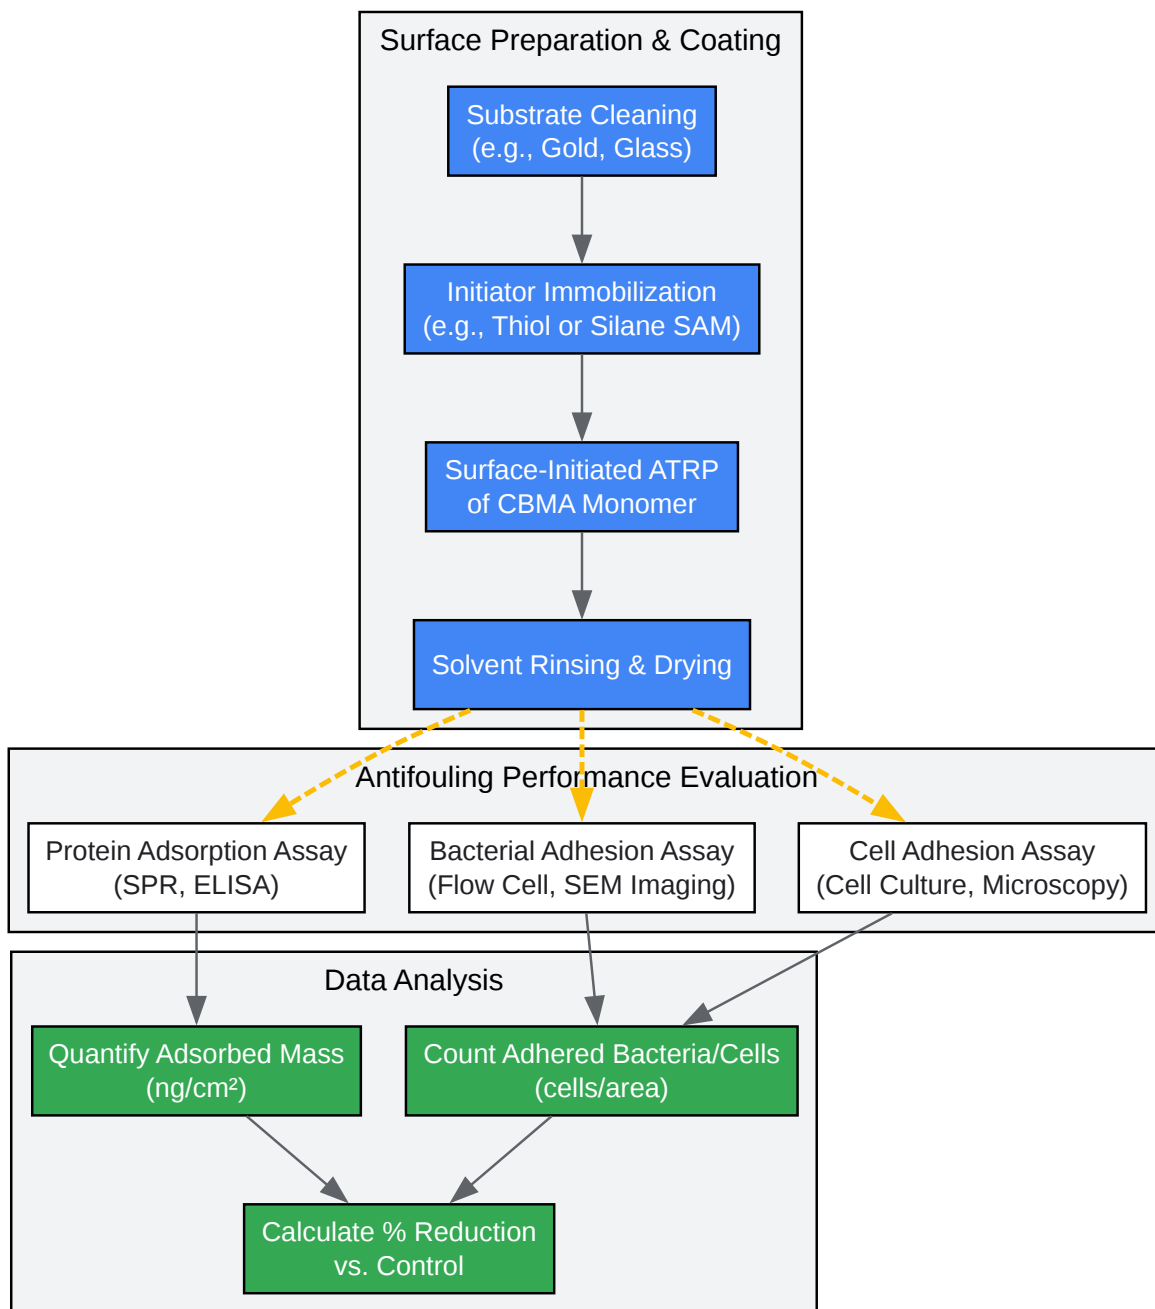 Surface Preparation & Coating
Substrate Cleaning
(e.g., Gold, Glass)
Initiator Immobilization
(e.g., Thiol or Silane SAM)
Surface-Initiated ATRP
of CBMA Monomer
Solvent Rinsing & Drying
Antifouling Performance Evaluation
Protein Adsorption Assay
(SPR, ELISA)
Bacterial Adhesion Assay
(Flow Cell, SEM Imaging)
Cell Adhesion Assay
(Cell Culture, Microscopy)
Data Analysis
Quantify Adsorbed Mass
(ng/cm²)
Count Adhered Bacteria/Cells
(cells/area)
Calculate % Reduction
vs. Control